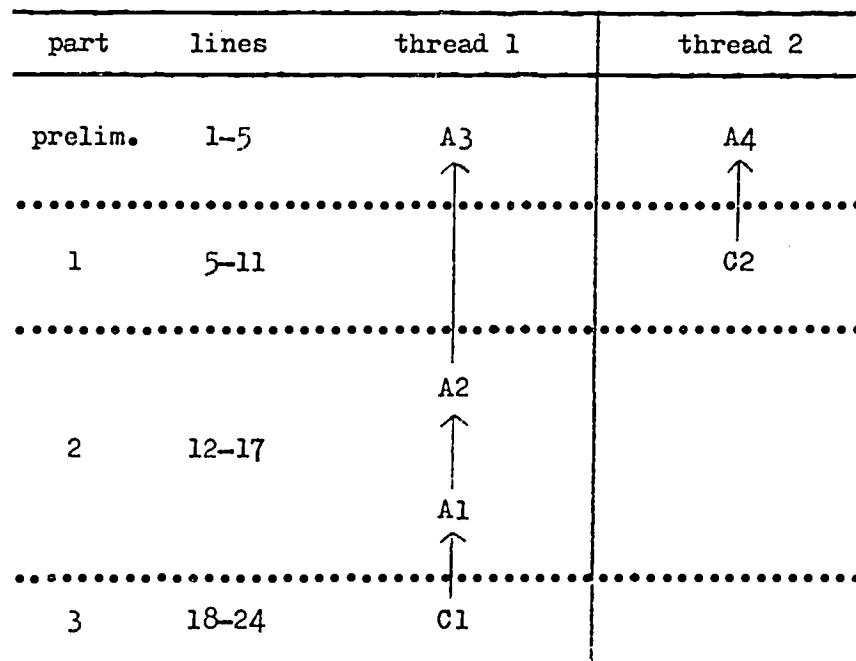 part lines thread 1 thread 2
prelim. 1-5 A3 A4
1 5-11 C2
A2
2 12-17
A1
3 18-24 C1